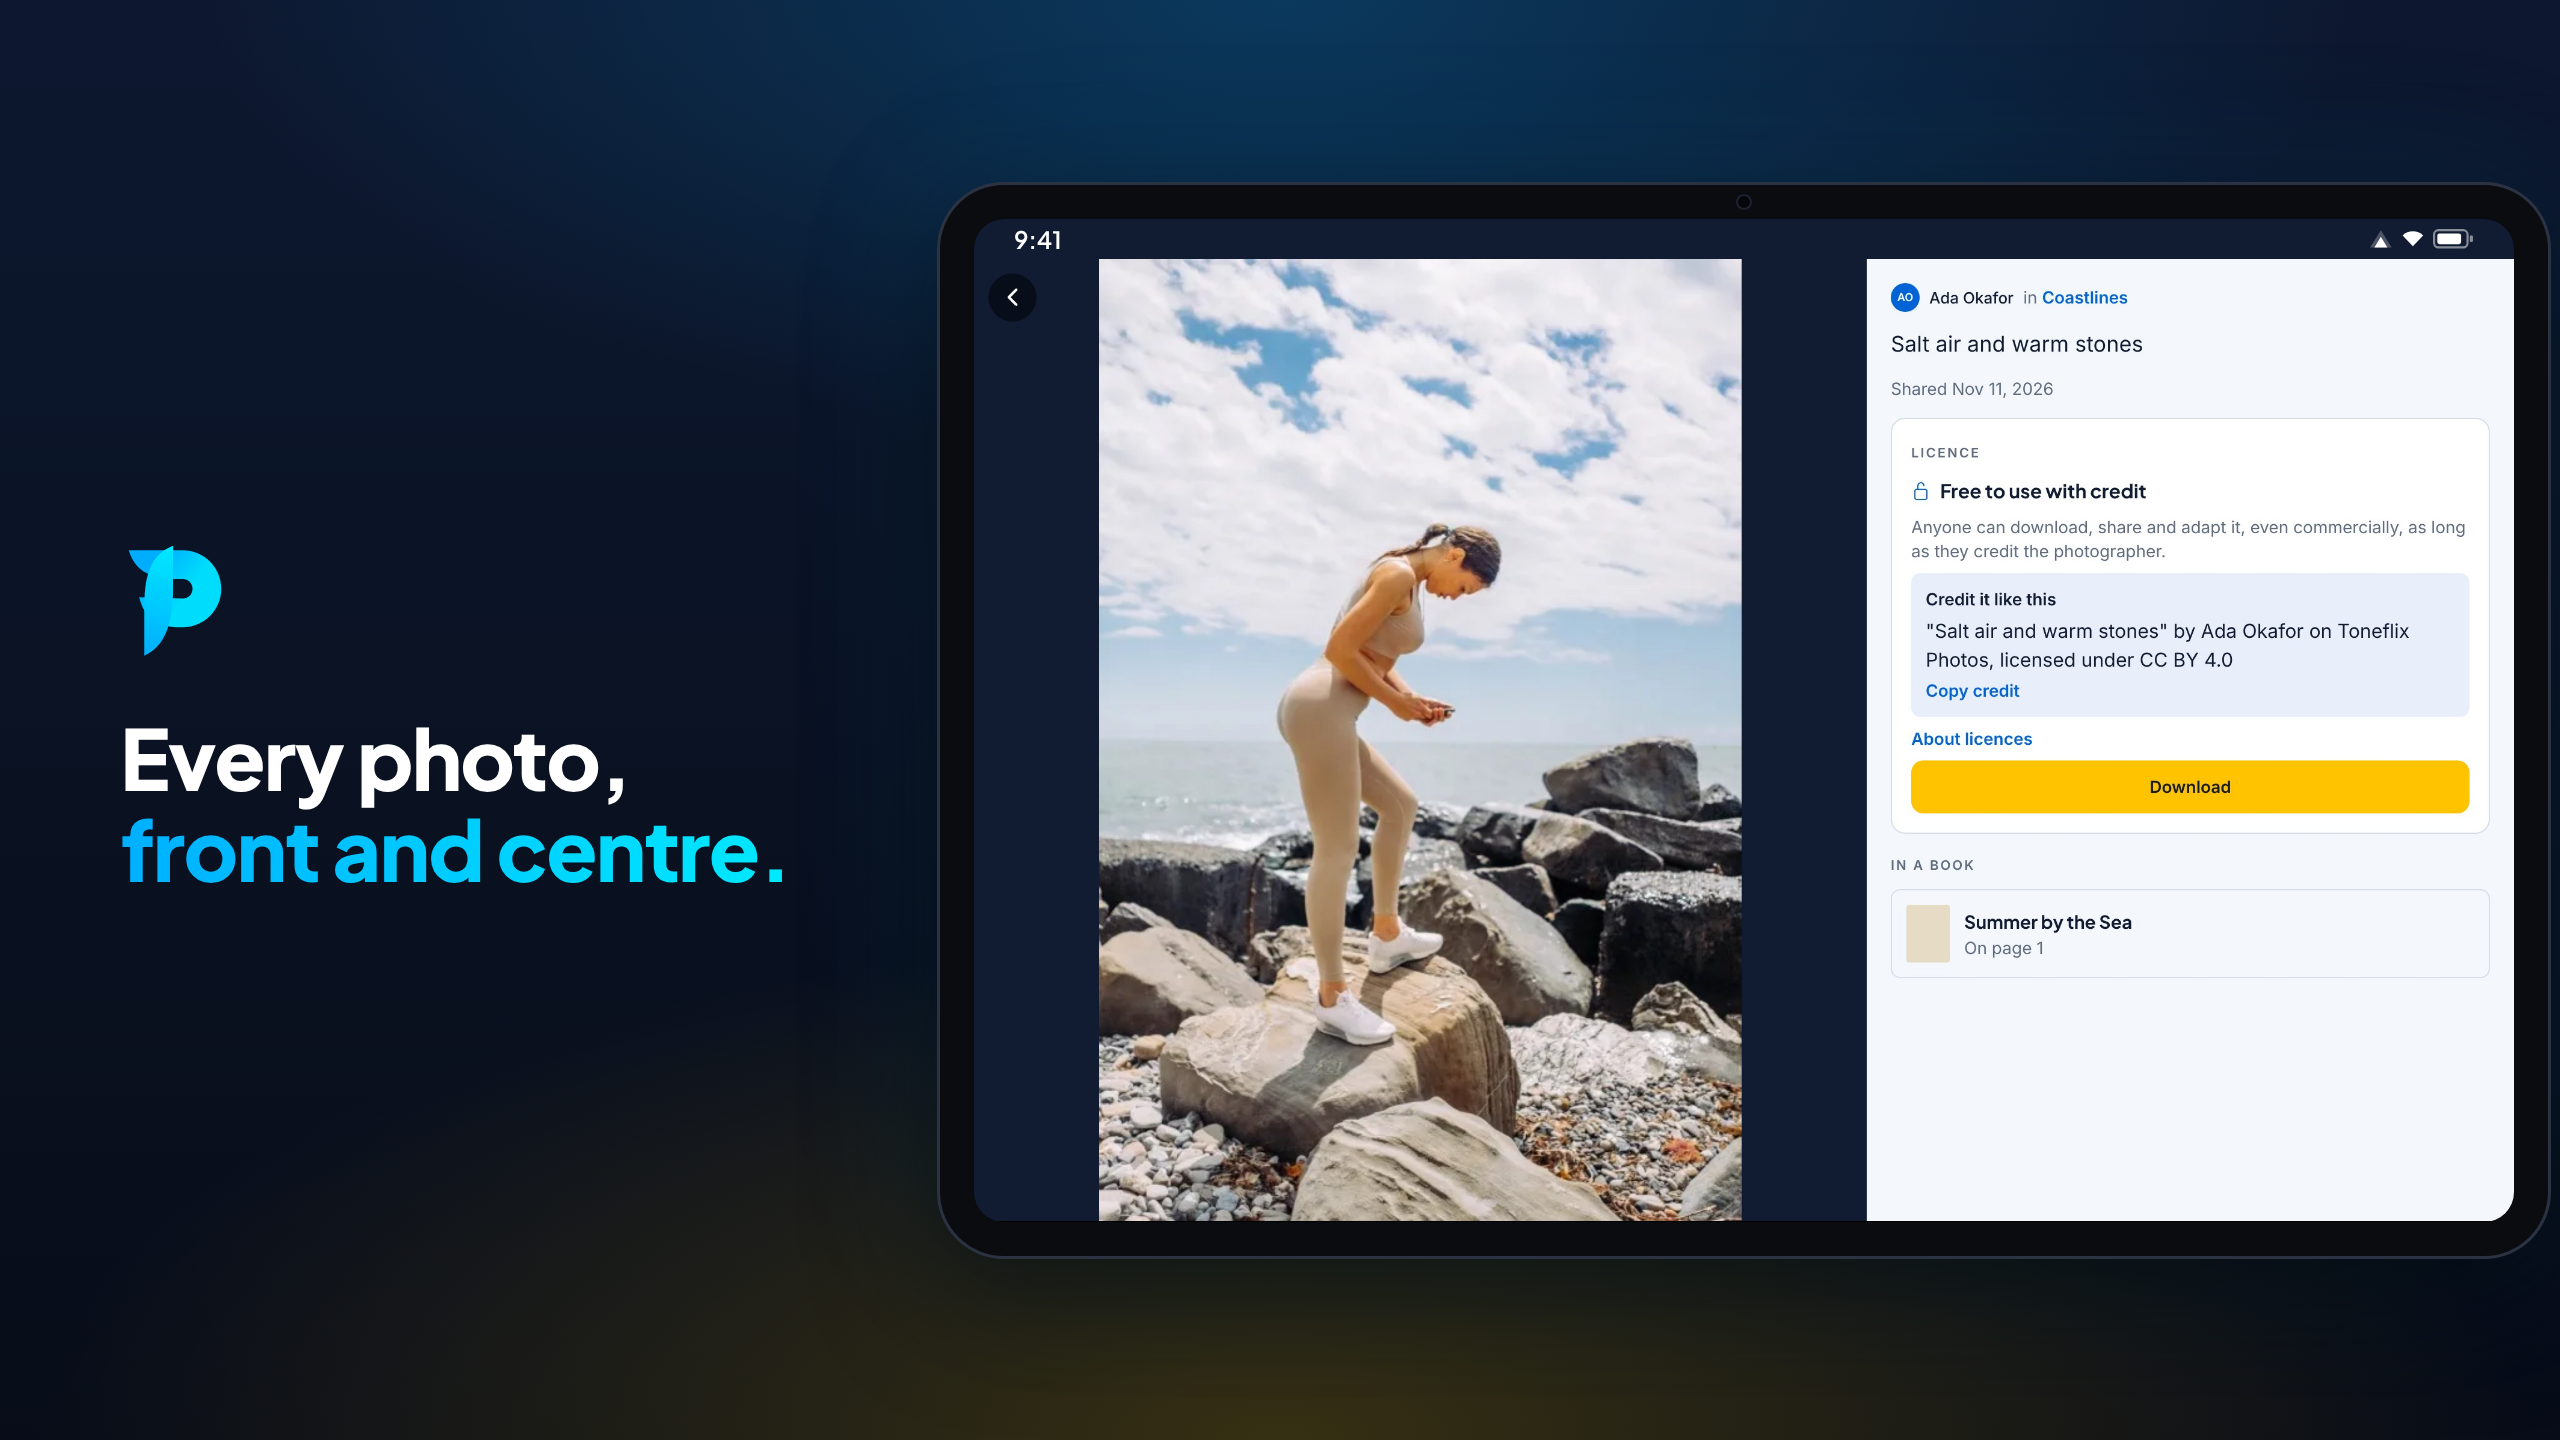 Every photo,
front and centre.
9:41
AO Ada Okafor in Coastlines
Salt air and warm stones
Shared Nov 11, 2026
LICENCE
Free to use with credit
Anyone can download, share and adapt it, even commercially, as long
as they credit the photographer.
Credit it like this
"Salt air and warm stones" by Ada Okafor on Toneflix
Photos, licensed under CC BY 4.0
Copy credit
About licences
Download
IN A BOOK
Summer by the Sea
On page 1